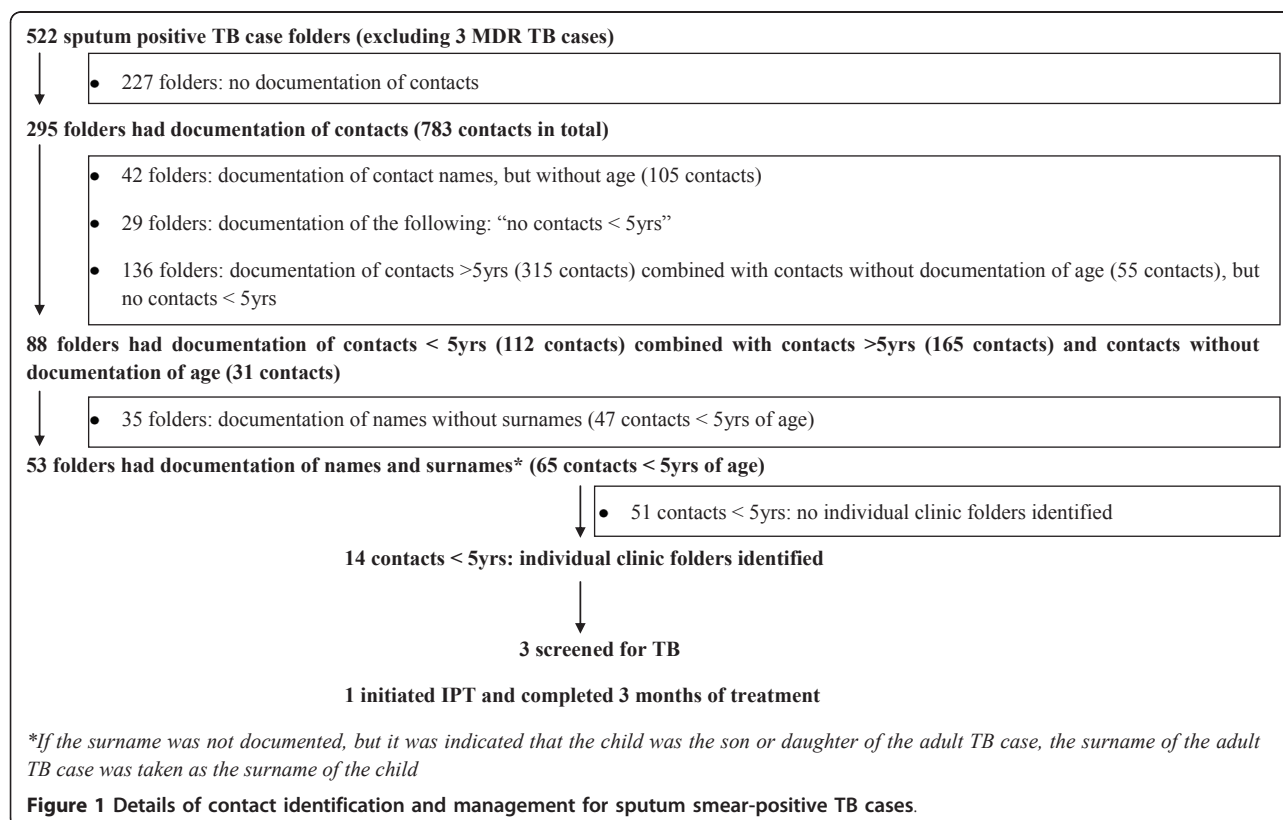 522 sputum positive TB case folders (excluding 3 MDR TB cases)
● 227 folders: no documentation of contacts
295 folders had documentation of contacts (783 contacts in total)
● 42 folders: documentation of contact names, but without age (105 contacts)
● 29 folders: documentation of the following: “no contacts < 5yrs”
● 136 folders: documentation of contacts >5yrs (315 contacts) combined with contacts without documentation of age (55 contacts), but
no contacts < 5yrs
88 folders had documentation of contacts < 5yrs (112 contacts) combined with contacts >5yrs (165 contacts) and contacts without
documentation of age (31 contacts)
● 35 folders: documentation of names without surnames (47 contacts < 5yrs of age)
53 folders had documentation of names and surnames* (65 contacts < 5yrs of age)
● 51 contacts < 5yrs: no individual clinic folders identified
14 contacts < 5yrs: individual clinic folders identified
3 screened for TB
1 initiated IPT and completed 3 months of treatment
*If the surname was not documented, but it was indicated that the child was the son or daughter of the adult TB case, the surname of the adult
TB case was taken as the surname of the child
Figure 1 Details of contact identification and management for sputum smear-positive TB cases.